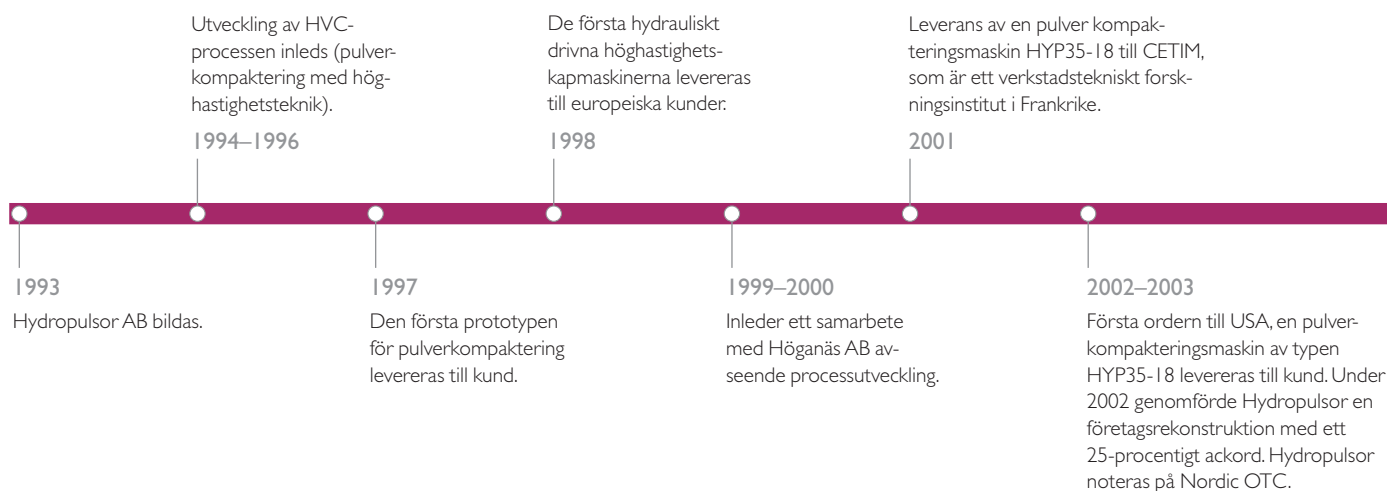 Utveckling av HVC-
processen inleds (pulver-
kompaktering med hög-
hastighetsteknik).
1994–1996
De första hydrauliskt
drivna höghastighets-
kapmaskinerna levereras
till europeiska kunder.
1998
Leverans av en pulver kompak-
teringsmaskin HYP35-18 till CETIM,
som är ett verkstadstekniskt forsk-
ningsinstitut i Frankrike.
2001
1993
Hydropulsor AB bildas.
1997
Den första prototypen
för pulverkompaktering
levereras till kund.
1999–2000
Inleder ett samarbete
med Höganäs AB av-
seende processutveckling.
2002–2003
Första ordern till USA, en pulver-
kompakteringsmaskin av typen
HYP35-18 levereras till kund. Under
2002 genomförde Hydropulsor en
företagsrekonstruktion med ett
25-procentigt ackord. Hydropulsor
noteras på Nordic OTC.